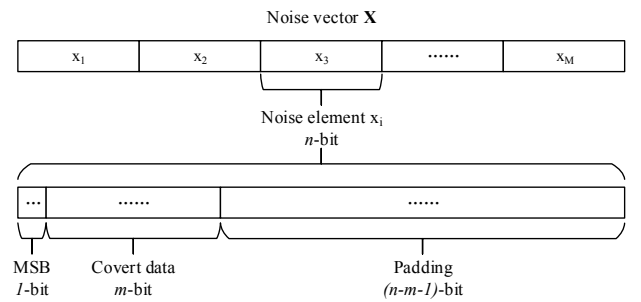 Noise vector X
x1 x2 x3 ...... xM
Noise element xi
n-bit
... ...... ......
MSB Covert data Padding
1-bit m-bit (n-m-1)-bit